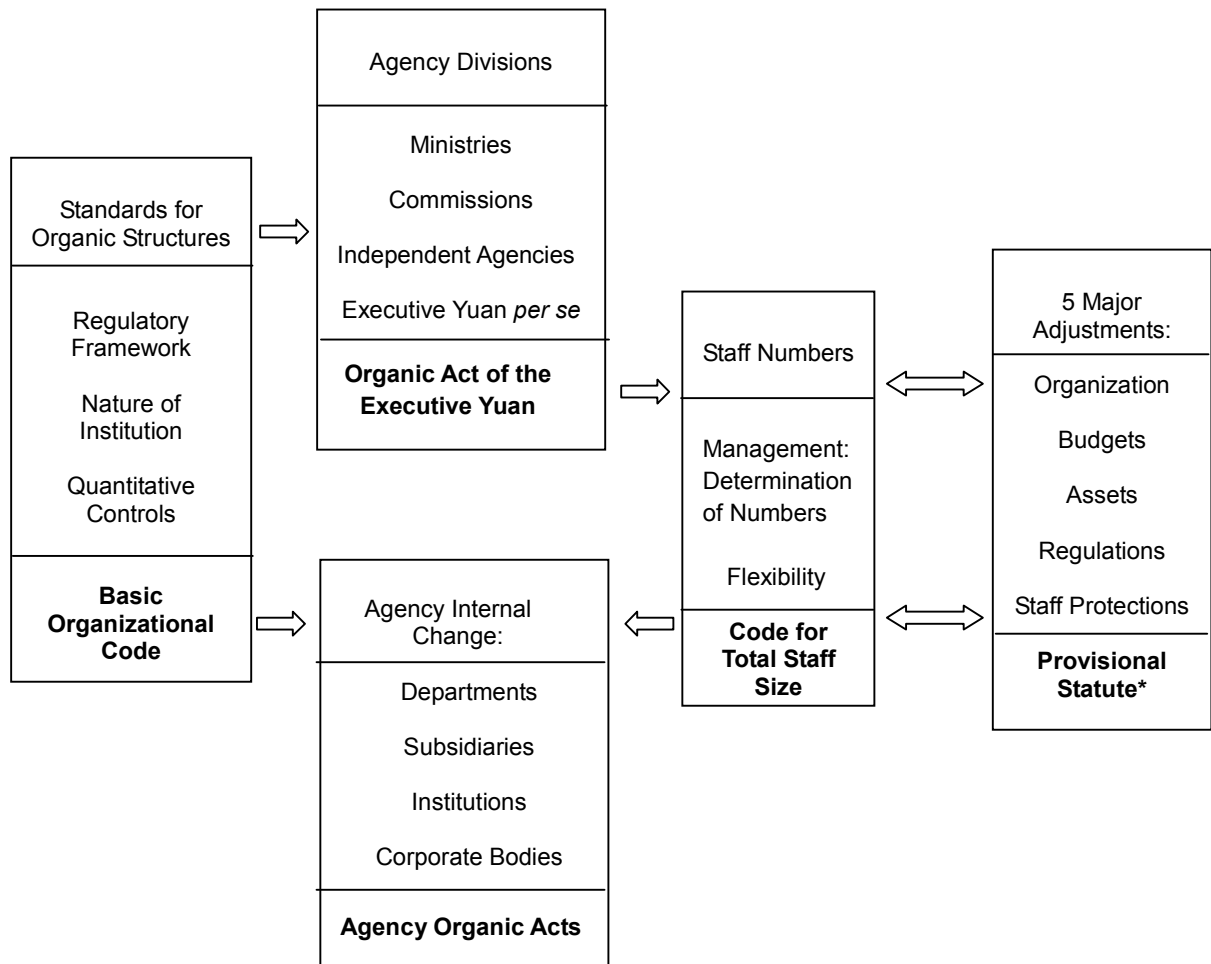 Standards for
Organic Structures
Regulatory
Framework
Nature of
Institution
Quantitative
Controls
Basic
Organizational
Code
Agency Divisions
Ministries
Commissions
Independent Agencies
Executive Yuan per se
Organic Act of the
Executive Yuan
Agency Internal
Change:
Departments
Subsidiaries
Institutions
Corporate Bodies
Agency Organic Acts
Staff Numbers
Management:
Determination
of Numbers
Flexibility
Code for
Total Staff
Size
5 Major
Adjustments:
Organization
Budgets
Assets
Regulations
Staff Protections
Provisional
Statute*